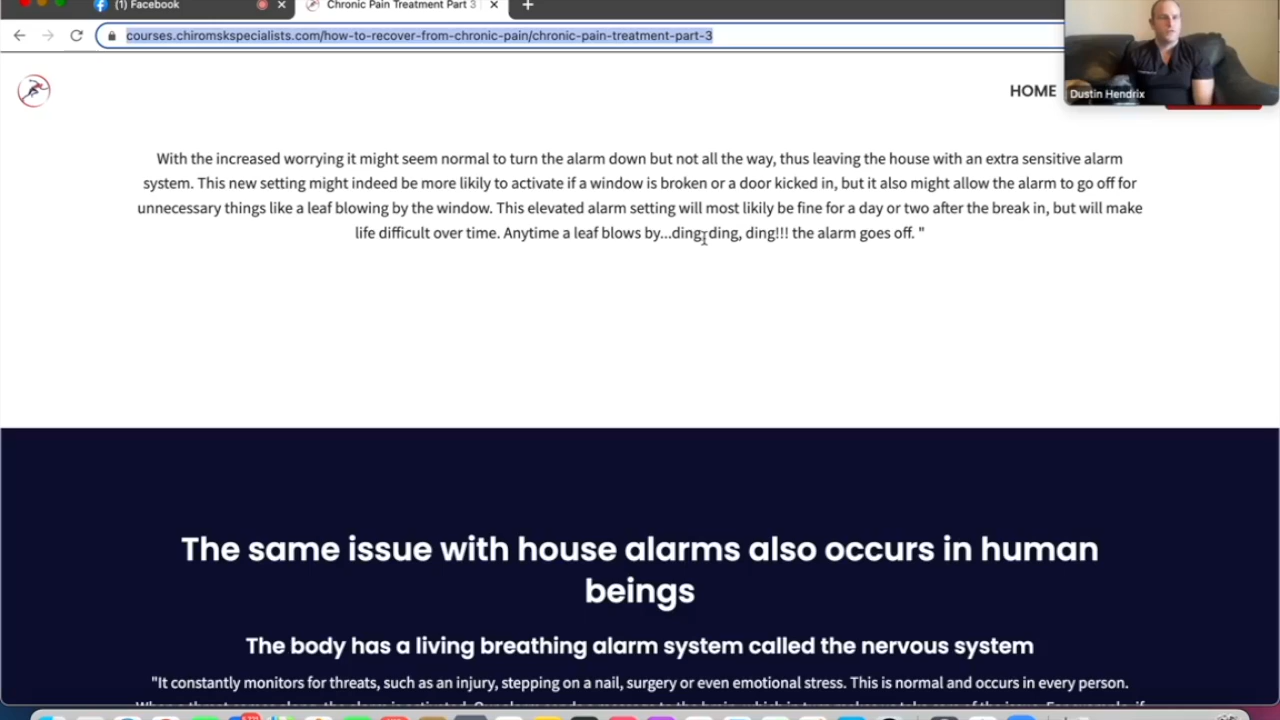 (1) Facebook
Chronic Pain Treatment Part 3
courses.chiromskspecialists.com/how-to-recover-from-chronic-pain/chronic-pain-treatment-part-3
HOME
Dustin Hendrix
With the increased worrying it might seem normal to turn the alarm down but not all the way, thus leaving the house with an extra sensitive alarm
system. This new setting might indeed be more likily to activate if a window is broken or a door kicked in, but it also might allow the alarm to go off for
unnecessary things like a leaf blowing by the window. This elevated alarm setting will most likily be fine for a day or two after the break in, but will make
life difficult over time. Anytime a leaf blows by...ding, ding, ding!!! the alarm goes off. "
The same issue with house alarms also occurs in human
beings
The body has a living breathing alarm system called the nervous system
"It constantly monitors for threats, such as an injury, stepping on a nail, surgery or even emotional stress. This is normal and occurs in every person.